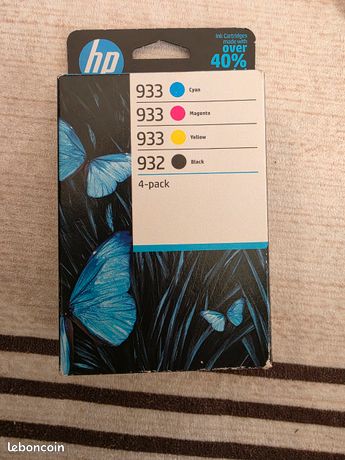 hp
Ink Cartridges
made with
over
40%
933 Cyan
933 Magenta
933 Yellow
932 Black
4-pack
leboncoin